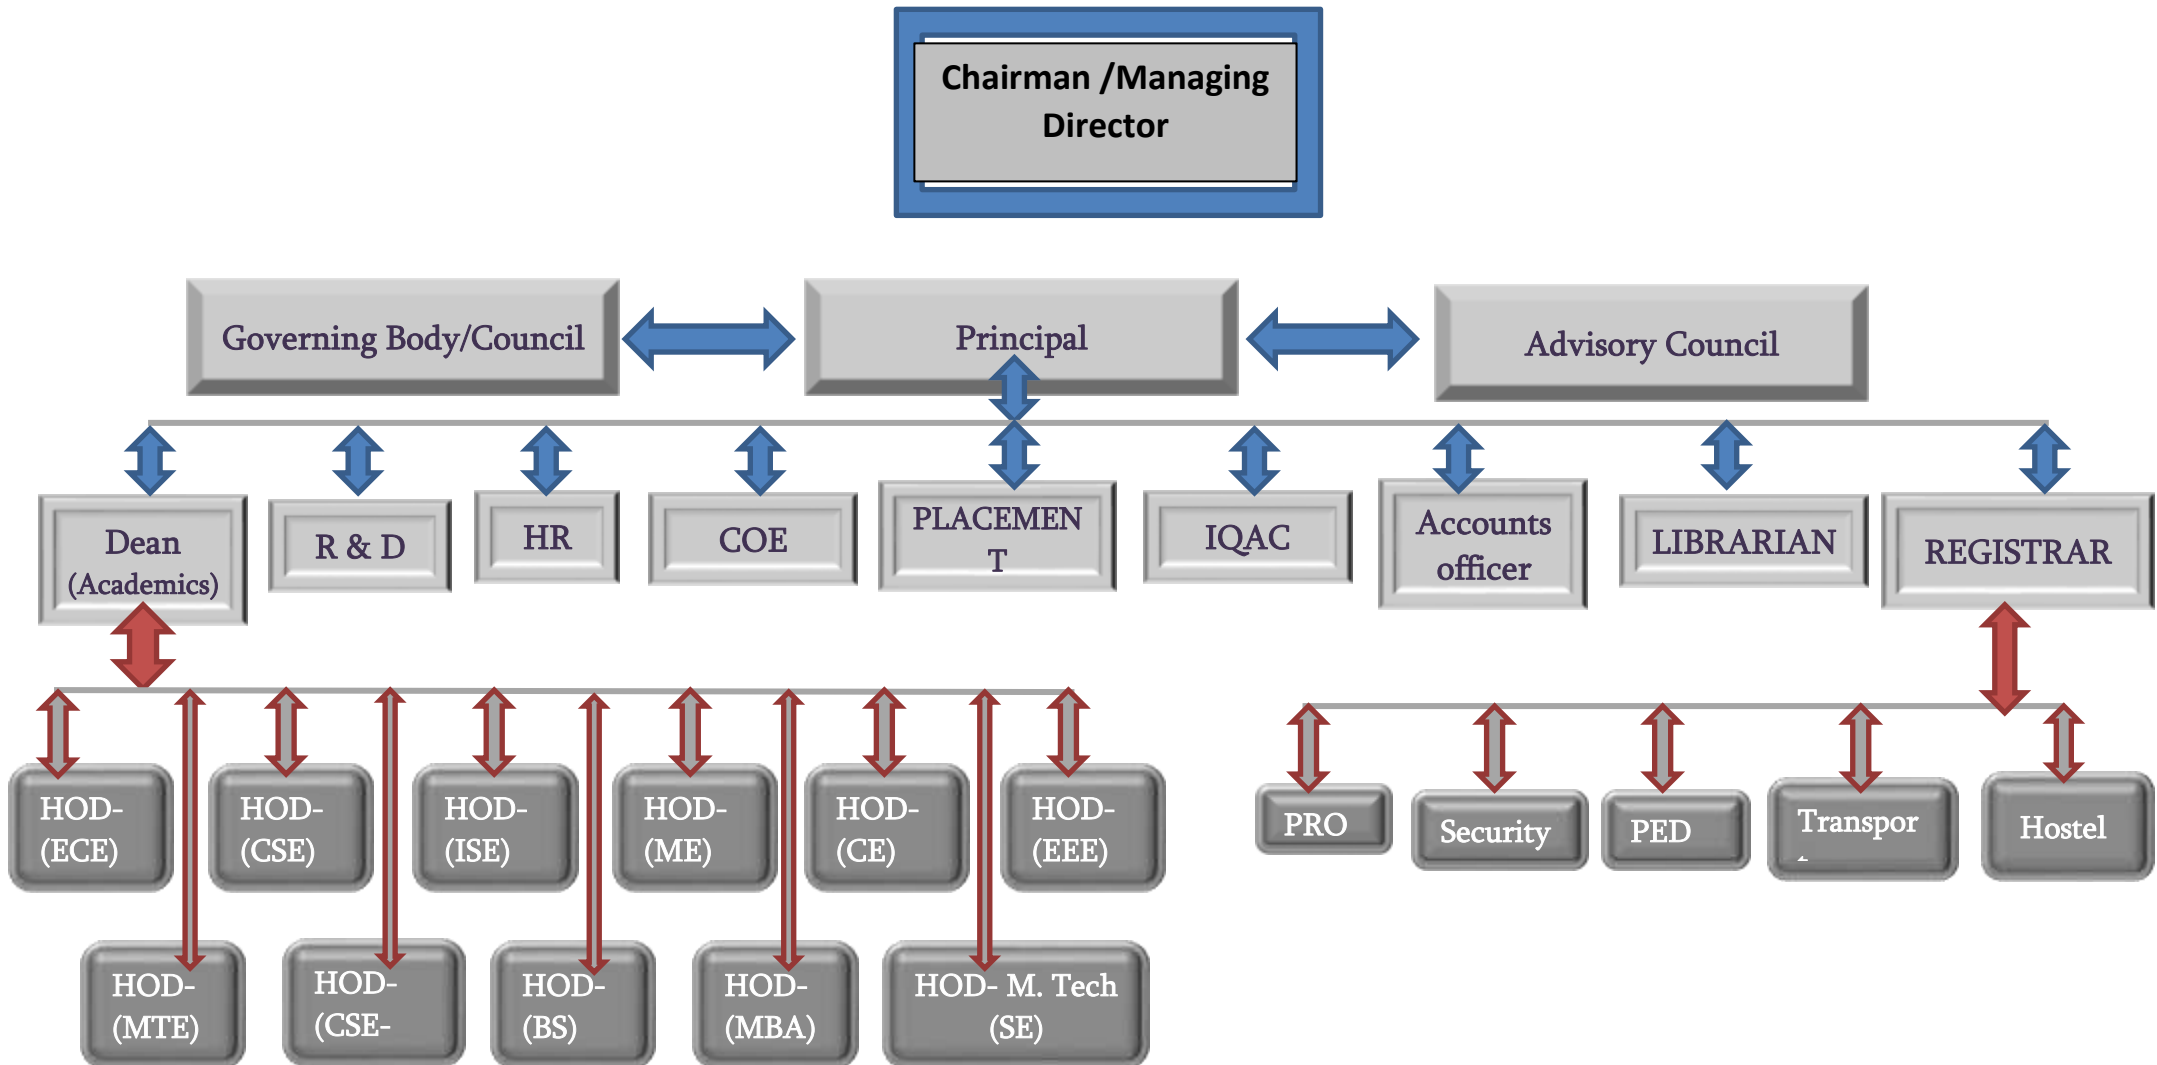 Chairman /Managing
Director
Governing Body/Council
Principal
Advisory Council
Dean
(Academics)
R & D
HR
COE
PLACEMEN
T
IQAC
Accounts
officer
LIBRARIAN
REGISTRAR
HOD-
(ECE)
HOD-
(CSE)
HOD-
(ISE)
HOD-
(ME)
HOD-
(CE)
HOD-
(EEE)
PRO
Security
PED
Transpor
Hostel
HOD-
(MTE)
HOD-
(CSE-
HOD-
(BS)
HOD-
(MBA)
HOD- M. Tech
(SE)